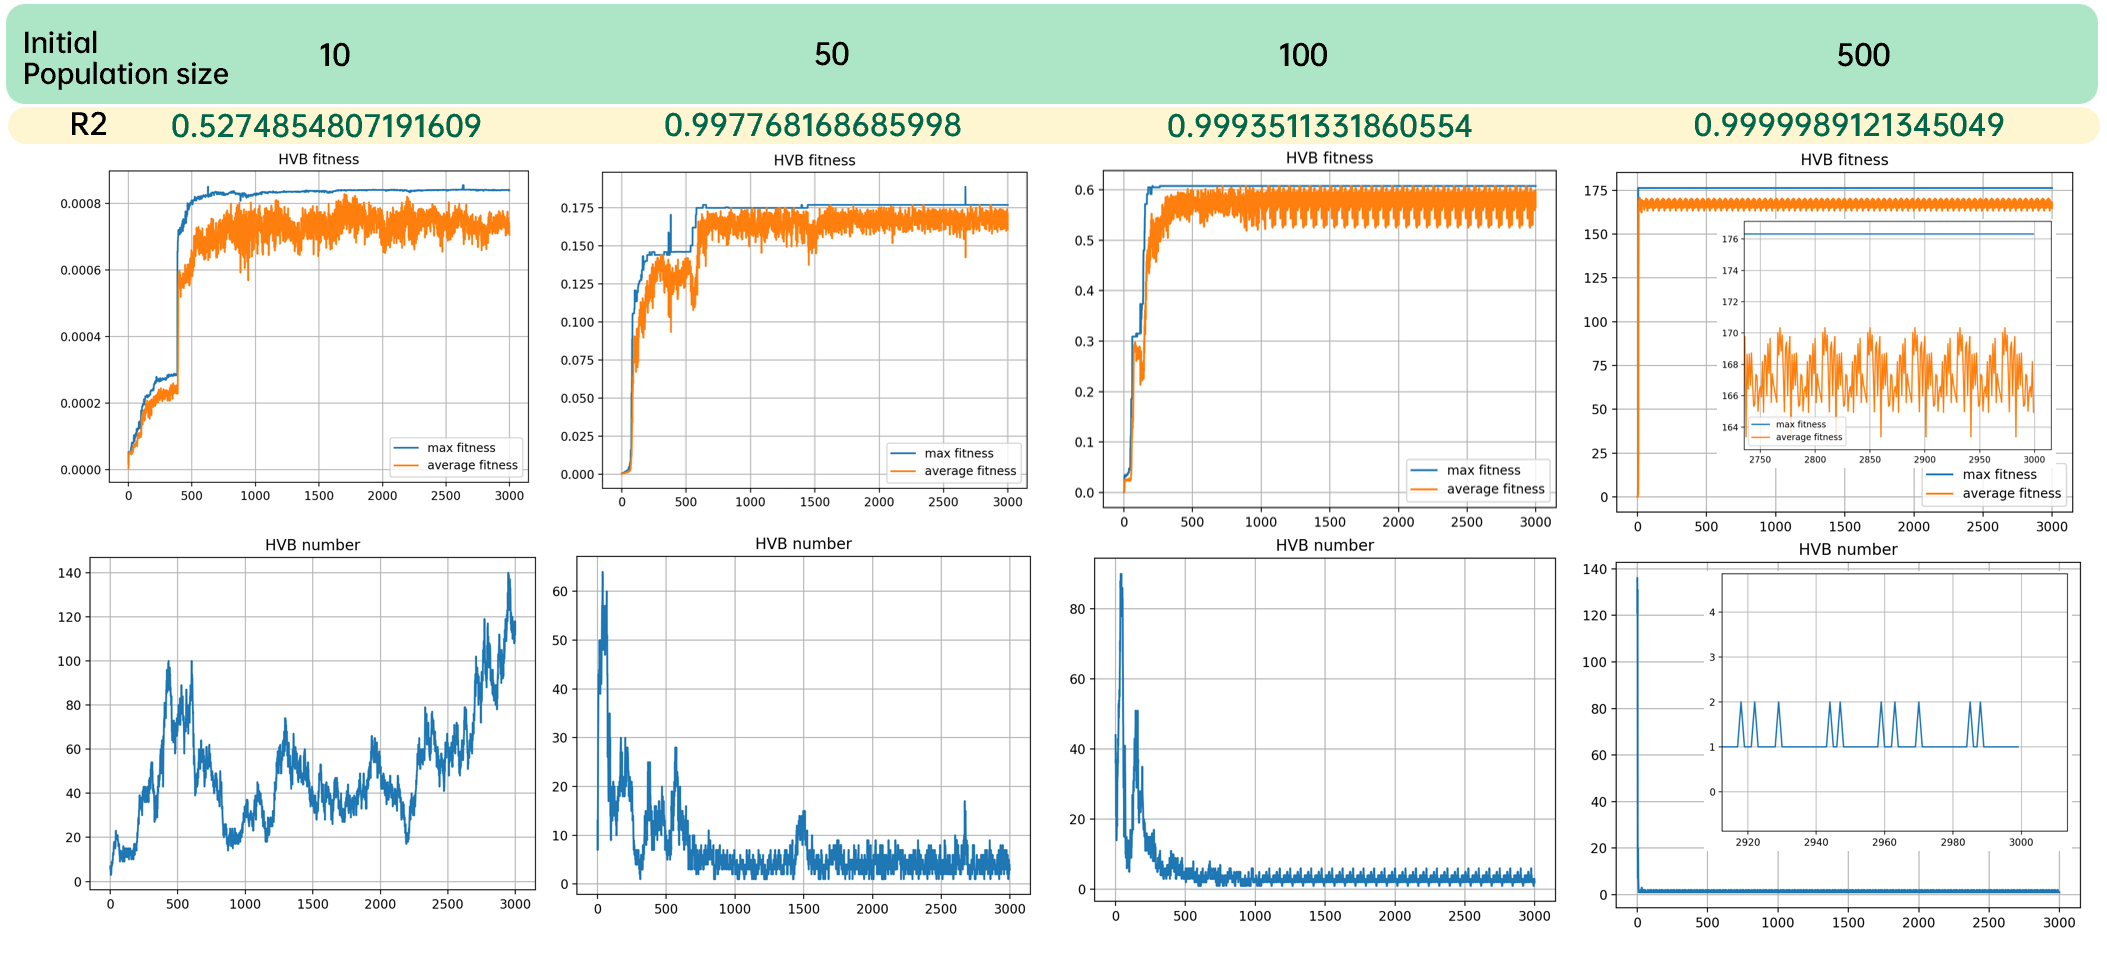 Initial
Population size
10
50
100
500
R2
0.5274854807191609
0.997768168685998
0.9993511331860554
0.9999989121345049
HVB fitness
0.0008
0.0006
0.0004
0.0002
0.0000
max fitness
average fitness
0 500 1000 1500 2000 2500 3000
HVB fitness
0.175
0.150
0.125
0.100
0.075
0.050
0.025
0.000
max fitness
average fitness
0 500 1000 1500 2000 2500 3000
HVB fitness
0.6
0.5
0.4
0.3
0.2
0.1
0.0
max fitness
average fitness
0 500 1000 1500 2000 2500 3000
HVB fitness
175
150
125
100
75
50
25
0
176
174
172
170
168
166
164
max fitness
average fitness
2750 2800 2850 2900 2950 3000
max fitness
average fitness
0 500 1000 1500 2000 2500 3000
HVB number
140
120
100
80
60
40
20
0
0 500 1000 1500 2000 2500 3000
HVB number
60
50
40
30
20
10
0
0 500 1000 1500 2000 2500 3000
HVB number
80
60
40
20
0
0 500 1000 1500 2000 2500 3000
HVB number
140
120
100
80
60
40
20
0
4
3
2
1
0
2920 2940 2960 2980 3000
0 500 1000 1500 2000 2500 3000